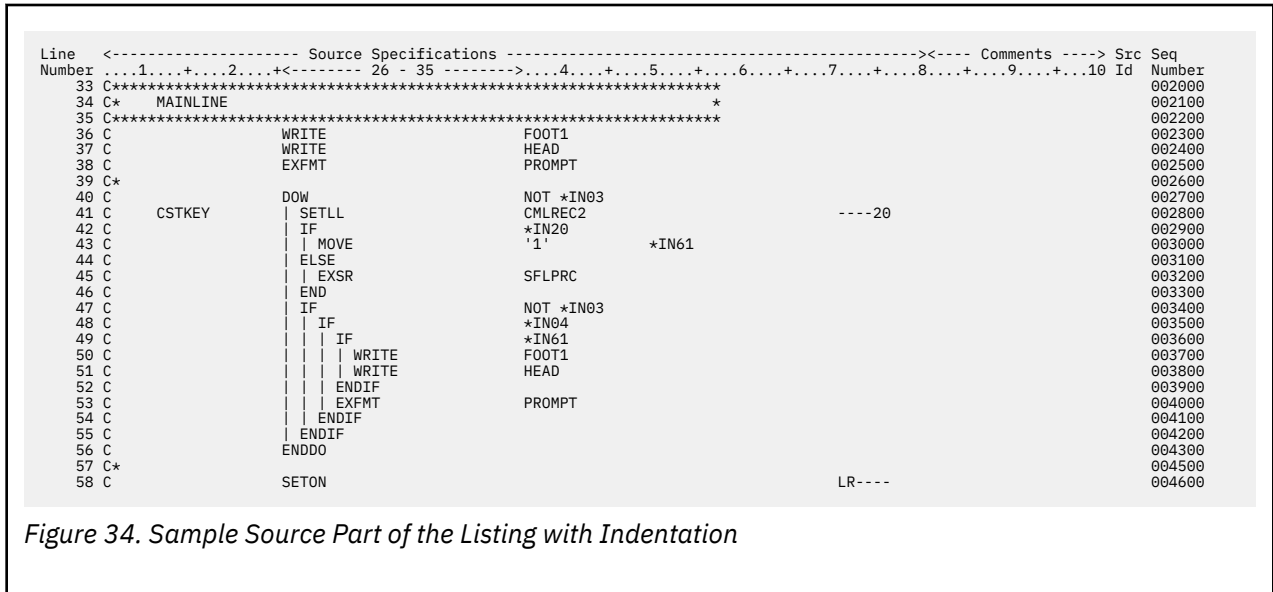 Line   <--------------------- Source Specifications ----------------------------------------------><---- Comments ----> Src Seq
Number ....1....+....2....+<-------- 26 - 35 -------->....4....+....5....+....6....+....7....+....8....+....9....+...10 Id  Number
    33 C********************************************************************                                                002000
    34 C*   MAINLINE                                                      *                                                002100
    35 C********************************************************************                                                002200
    36 C                   WRITE                      FOOT1                                                                  002300
    37 C                   WRITE                      HEAD                                                                   002400
    38 C                   EXFMT                      PROMPT                                                                 002500
    39 C*                                                                                                                    002600
    40 C                   DOW                        NOT *IN03                                                              002700
    41 C     CSTKEY        | SETLL                    CMLREC2                            ----20                              002800
    42 C                   | IF                       *IN20                                                                  002900
    43 C                   | | MOVE                   '1'           *IN61                                                    003000
    44 C                   | ELSE                                                                                            003100
    45 C                   | | EXSR                   SFLPRC                                                                 003200
    46 C                   | END                                                                                             003300
    47 C                   | IF                       NOT *IN03                                                              003400
    48 C                   | | IF                     *IN04                                                                  003500
    49 C                   | | | IF                   *IN61                                                                  003600
    50 C                   | | | | WRITE              FOOT1                                                                  003700
    51 C                   | | | | WRITE              HEAD                                                                   003800
    52 C                   | | | ENDIF                                                                                       003900
    53 C                   | | | EXFMT                PROMPT                                                                 004000
    54 C                   | | ENDIF                                                                                         004100
    55 C                   | ENDIF                                                                                           004200
    56 C                   ENDDO                                                                                             004300
    57 C*                                                                                                                    004500
    58 C                   SETON                                                         LR----                              004600
Figure 34. Sample Source Part of the Listing with Indentation